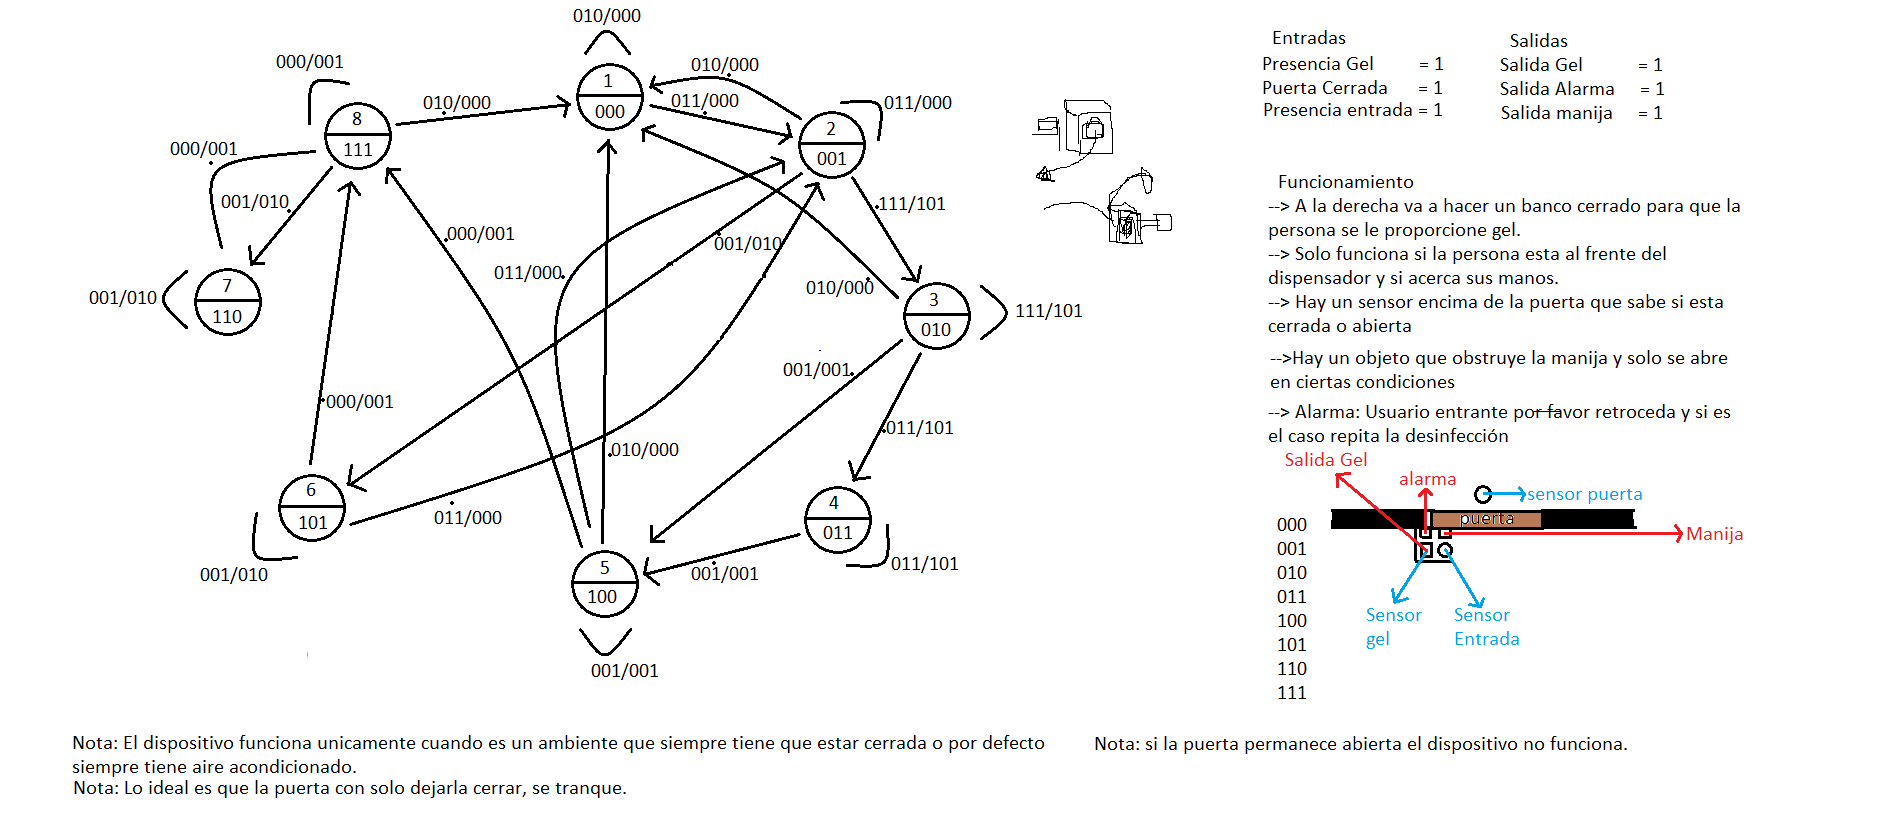 010/000
000/001
010/000
010/000
011/000
011/000
1
000
8
111
2
001
000/001
001/010
111/101
000/001
001/010
011/000
010/000
001/010
7
110
3
010
111/101
001/001
000/001
011/101
010/000
6
101
011/000
4
011
001/010
5
100
001/001
011/101
001/001
Entradas
Presencia Gel = 1
Puerta Cerrada = 1
Presencia entrada = 1
Salidas
Salida Gel = 1
Salida Alarma = 1
Salida manija = 1
Funcionamiento
--> A la derecha va a hacer un banco cerrado para que la
persona se le proporcione gel.
--> Solo funciona si la persona esta al frente del
dispensador y si acerca sus manos.
--> Hay un sensor encima de la puerta que sabe si esta
cerrada o abierta
-->Hay un objeto que obstruye la manija y solo se abre
en ciertas condiciones
--> Alarma: Usuario entrante por favor retroceda y si es
el caso repita la desinfección
Salida Gel
alarma
sensor puerta
puerta
Manija
Sensor
gel
Sensor
Entrada
000
001
010
011
100
101
110
111
Nota: El dispositivo funciona unicamente cuando es un ambiente que siempre tiene que estar cerrada o por defecto
siempre tiene aire acondicionado.
Nota: Lo ideal es que la puerta con solo dejarla cerrar, se tranque.
Nota: si la puerta permanece abierta el dispositivo no funciona.